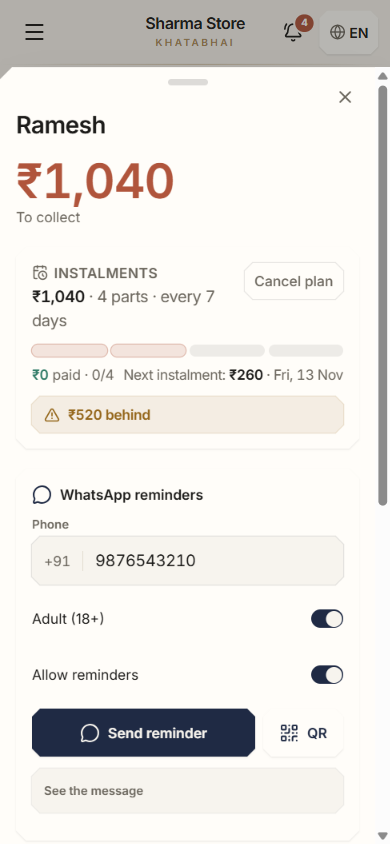 Sharma Store
KHATABHAI
4
EN
Ramesh
₹1,040
To collect
INSTALMENTS
Cancel plan
₹1,040 · 4 parts · every 7
days
₹0 paid · 0/4 Next instalment: ₹260 · Fri, 13 Nov
₹520 behind
WhatsApp reminders
Phone
+91 9876543210
Adult (18+)
Allow reminders
Send reminder
QR
See the message